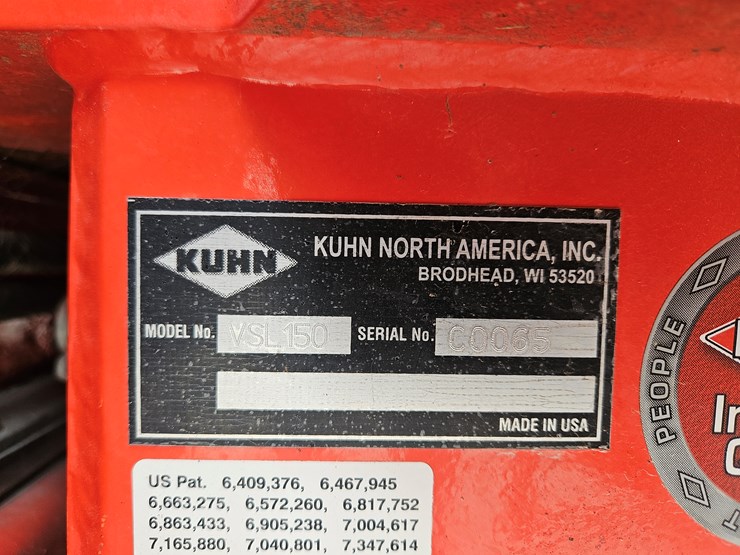 KUHN
KUHN NORTH AMERICA, INC.
BRODHEAD, WI 53520
MODEL No. VSL150 SERIAL No. C0065
MADE IN USA
US Pat. 6,409,376, 6,467,945
6,663,275, 6,572,260, 6,817,752
6,863,433, 6,905,238, 7,004,617
7,165,880, 7,040,801, 7,347,614
PEOPLE